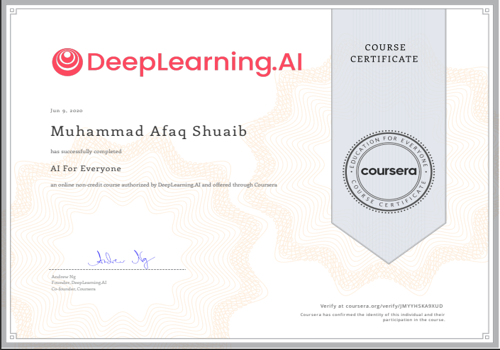 DeepLearning.AI
COURSE
CERTIFICATE
Jun 9, 2020
Muhammad Afaq Shuaib
has successfully completed
AI For Everyone
an online non-credit course authorized by DeepLearning.AI and offered through Coursera
EDUCATION FOR EVERYONE
coursera
COURSE CERTIFICATE
Andrew Ng
Founder, DeepLearning.AI
Co-founder, Coursera
Verify at coursera.org/verify/
Coursera has confirmed the identity of this individual and their
participation in the course.